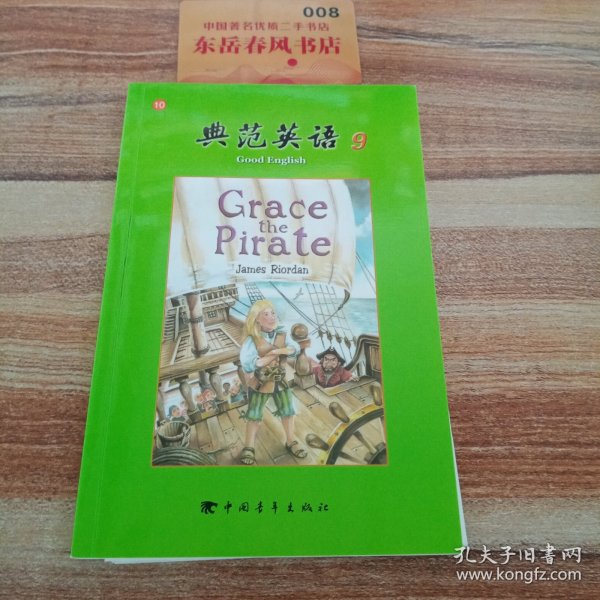 008
中国著名优质二手书店
东岳春风书店
10
典范英语 9
Good English
Grace
the
Pirate
James Riordan
中国青年出版社
孔夫子旧书网
www.kongfz.com